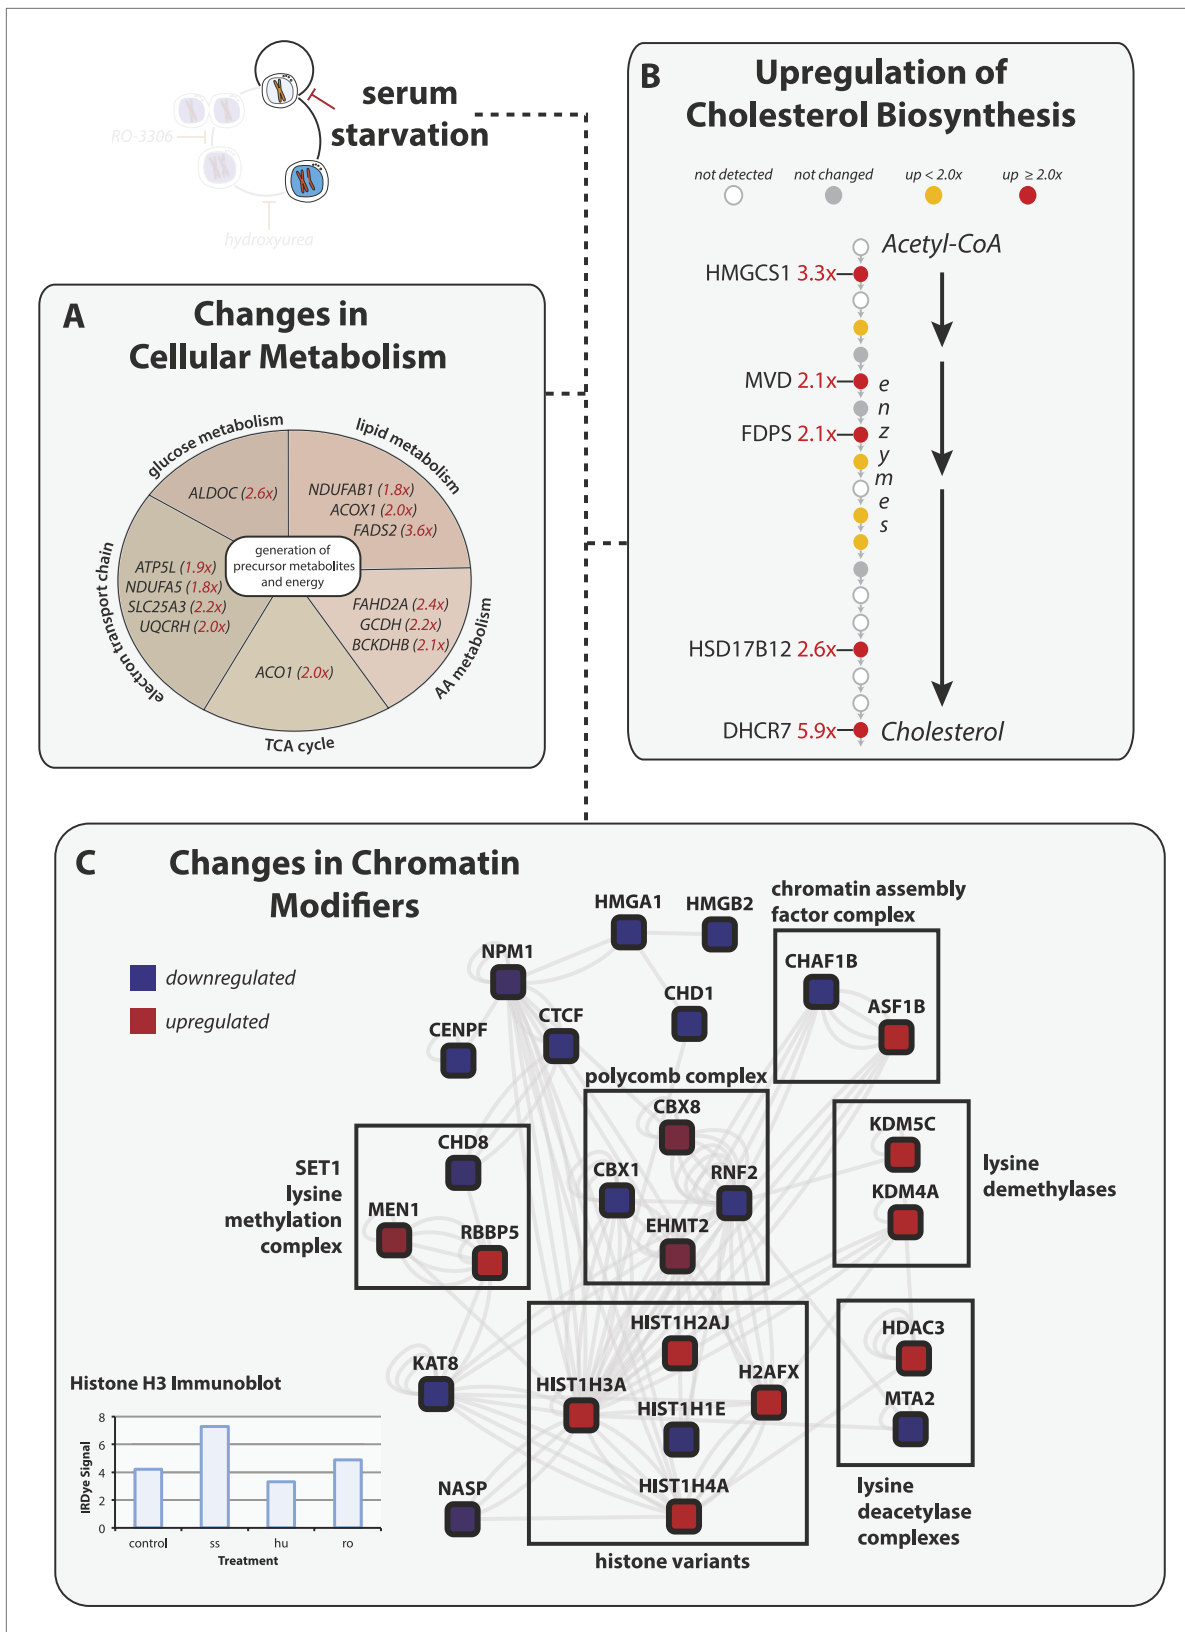 serum
starvation
RO-3306
hydroxyurea
A
Changes in
Cellular Metabolism
glucose metabolism
lipid metabolism
ALDOC (2.6x)
NDUFAB1 (1.8x)
ACOX1 (2.0x)
FADS2 (3.6x)
generation of
precursor metabolites
and energy
electron transport chain
ATP5L (1.9x)
NDUFA5 (1.8x)
SLC25A3 (2.2x)
UQCRH (2.0x)
FAHD2A (2.4x)
GCDH (2.2x)
BCKDHB (2.1x)
AA metabolism
ACO1 (2.0x)
TCA cycle
B
Upregulation of
Cholesterol Biosynthesis
not detected
not changed
up < 2.0x
up ≥ 2.0x
Acetyl-CoA
HMGCS1 3.3x
MVD 2.1x
FDPS 2.1x
enzymes
HSD17B12 2.6x
DHCR7 5.9x
Cholesterol
C
Changes in Chromatin
Modifiers
downregulated
upregulated
HMGA1
HMGB2
NPM1
CHD1
CENPF
CTCF
chromatin assembly
factor complex
CHAF1B
ASF1B
polycomb complex
CBX8
CBX1
RNF2
EHMT2
SET1
lysine
methylation
complex
CHD8
MEN1
RBBP5
KDM5C
KDM4A
lysine
demethylases
HIST1H2AJ
HIST1H3A
H2AFX
HIST1H1E
HIST1H4A
histone variants
KAT8
NASP
HDAC3
MTA2
lysine
deacetylase
complexes
Histone H3 Immunoblot
IRDye Signal
8
6
4
2
0
control
ss
hu
ro
Treatment